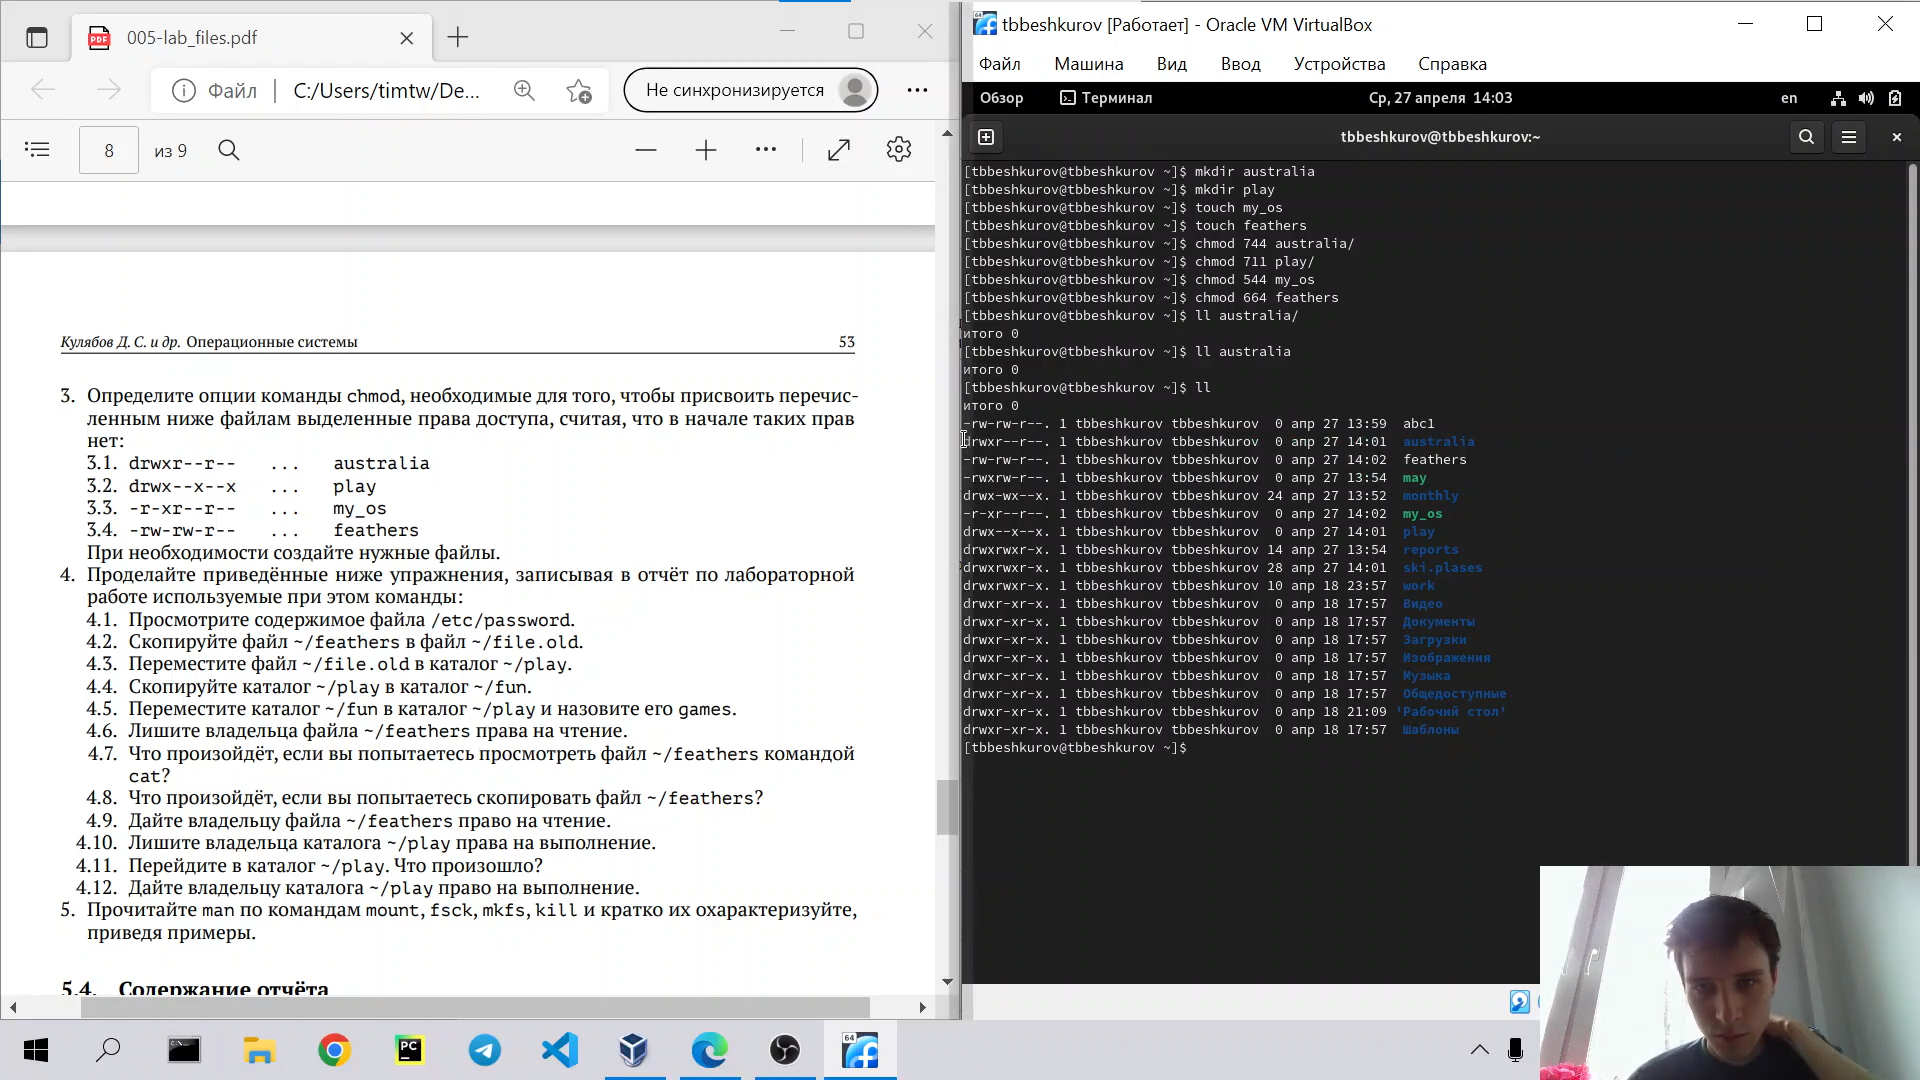 005-lab_files.pdf
Файл
C:/Users/timtw/De...
Не синхронизируется
8
из 9
Кулябов Д. С. и др. Операционные системы
53
3. Определите опции команды chmod, необходимые для того, чтобы присвоить перечис-
ленным ниже файлам выделенные права доступа, считая, что в начале таких прав
нет:
3.1. drwxr--r-- ... australia
3.2. drwx--x--x ... play
3.3. -r-xr--r-- ... my_os
3.4. -rw-rw-r-- ... feathers
При необходимости создайте нужные файлы.
4. Проделайте приведённые ниже упражнения, записывая в отчёт по лабораторной
работе используемые при этом команды:
4.1. Просмотрите содержимое файла /etc/password.
4.2. Скопируйте файл ~/feathers в файл ~/file.old.
4.3. Переместите файл ~/file.old в каталог ~/play.
4.4. Скопируйте каталог ~/play в каталог ~/fun.
4.5. Переместите каталог ~/fun в каталог ~/play и назовите его games.
4.6. Лишите владельца файла ~/feathers права на чтение.
4.7. Что произойдёт, если вы попытаетесь просмотреть файл ~/feathers командой
cat?
4.8. Что произойдёт, если вы попытаетесь скопировать файл ~/feathers?
4.9. Дайте владельцу файла ~/feathers право на чтение.
4.10. Лишите владельца каталога ~/play права на выполнение.
4.11. Перейдите в каталог ~/play. Что произошло?
4.12. Дайте владельцу каталога ~/play право на выполнение.
5. Прочитайте man по командам mount, fsck, mkfs, kill и кратко их охарактеризуйте,
приведя примеры.
5.4. Содержание отчёта
tbbeshkurov [Работает] - Oracle VM VirtualBox
Файл Машина Вид Ввод Устройства Справка
Обзор Терминал Ср, 27 апреля 14:03 en
tbbeshkurov@tbbeshkurov:~
[tbbeshkurov@tbbeshkurov ~]$ mkdir australia
[tbbeshkurov@tbbeshkurov ~]$ mkdir play
[tbbeshkurov@tbbeshkurov ~]$ touch my_os
[tbbeshkurov@tbbeshkurov ~]$ touch feathers
[tbbeshkurov@tbbeshkurov ~]$ chmod 744 australia/
[tbbeshkurov@tbbeshkurov ~]$ chmod 711 play/
[tbbeshkurov@tbbeshkurov ~]$ chmod 544 my_os
[tbbeshkurov@tbbeshkurov ~]$ chmod 664 feathers
[tbbeshkurov@tbbeshkurov ~]$ ll australia/
итого 0
[tbbeshkurov@tbbeshkurov ~]$ ll australia
итого 0
[tbbeshkurov@tbbeshkurov ~]$ ll
итого 0
-rw-rw-r--. 1 tbbeshkurov tbbeshkurov 0 апр 27 13:59 abc1
drwxr--r--. 1 tbbeshkurov tbbeshkurov 0 апр 27 14:01 australia
-rw-rw-r--. 1 tbbeshkurov tbbeshkurov 0 апр 27 14:02 feathers
-rwxrw-r--. 1 tbbeshkurov tbbeshkurov 0 апр 27 13:54 may
drwx-wx--x. 1 tbbeshkurov tbbeshkurov 24 апр 27 13:52 monthly
-r-xr--r--. 1 tbbeshkurov tbbeshkurov 0 апр 27 14:02 my_os
drwx--x--x. 1 tbbeshkurov tbbeshkurov 0 апр 27 14:01 play
drwxrwxr-x. 1 tbbeshkurov tbbeshkurov 14 апр 27 13:54 reports
drwxrwxr-x. 1 tbbeshkurov tbbeshkurov 28 апр 27 14:01 ski.plases
drwxrwxr-x. 1 tbbeshkurov tbbeshkurov 10 апр 18 23:57 work
drwxr-xr-x. 1 tbbeshkurov tbbeshkurov 0 апр 18 17:57 Видео
drwxr-xr-x. 1 tbbeshkurov tbbeshkurov 0 апр 18 17:57 Документы
drwxr-xr-x. 1 tbbeshkurov tbbeshkurov 0 апр 18 17:57 Загрузки
drwxr-xr-x. 1 tbbeshkurov tbbeshkurov 0 апр 18 17:57 Изображения
drwxr-xr-x. 1 tbbeshkurov tbbeshkurov 0 апр 18 17:57 Музыка
drwxr-xr-x. 1 tbbeshkurov tbbeshkurov 0 апр 18 17:57 Общедоступные
drwxr-xr-x. 1 tbbeshkurov tbbeshkurov 0 апр 18 21:09 'Рабочий стол'
drwxr-xr-x. 1 tbbeshkurov tbbeshkurov 0 апр 18 17:57 Шаблоны
[tbbeshkurov@tbbeshkurov ~]$